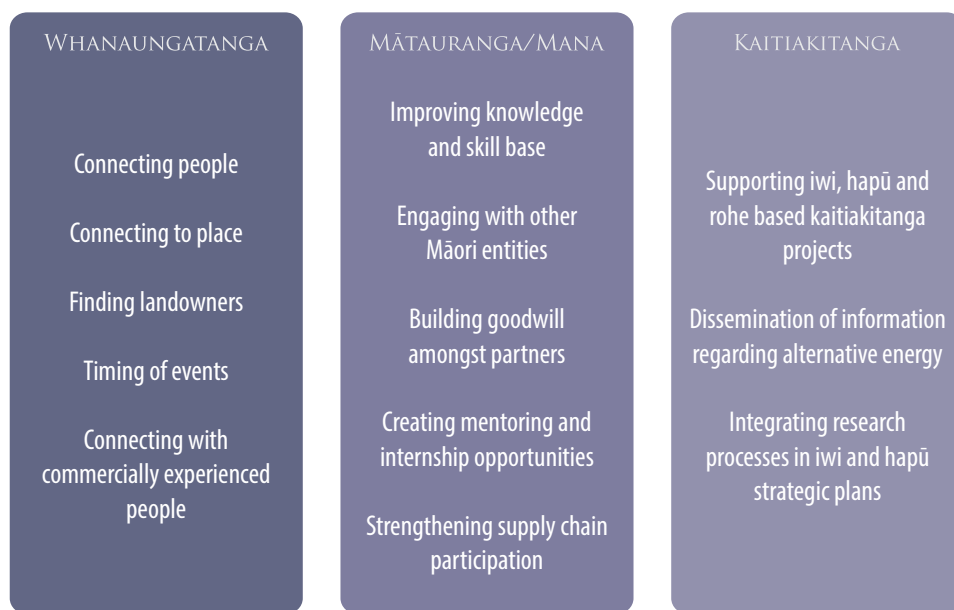 WHANAUNGATANGA
Connecting people
Connecting to place
Finding landowners
Timing of events
Connecting with
commercially experienced
people
MĀTAURANGA/MANA
Improving knowledge
and skill base
Engaging with other
Māori entities
Building goodwill
amongst partners
Creating mentoring and
internship opportunities
Strengthening supply chain
participation
KAITIAKITANGA
Supporting iwi, hapū and
rohe based kaitiakitanga
projects
Dissemination of information
regarding alternative energy
Integrating research
processes in iwi and hapū
strategic plans